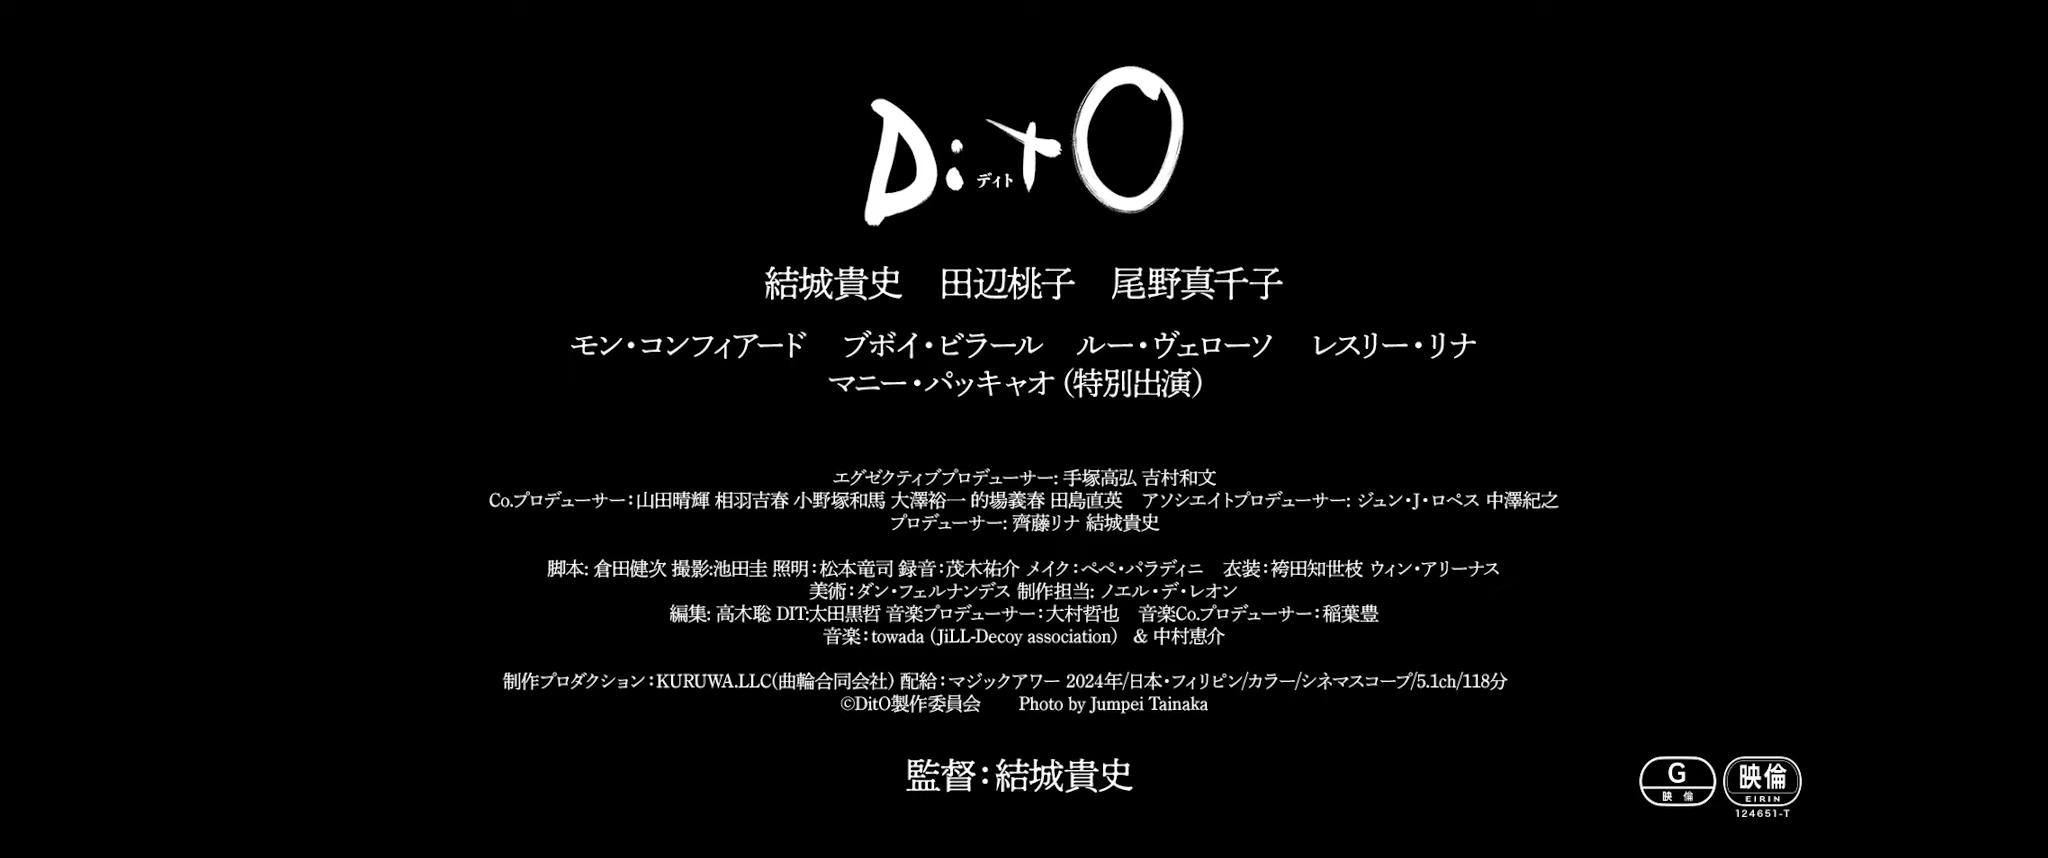 DitO
ディト
結城貴史　田辺桃子　尾野真千子
モン・コンフィアード　ブボイ・ビラール　ルー・ヴェローソ　レスリー・リナ
マニー・パッキャオ（特別出演）
エグゼクティブプロデューサー: 手塚高弘 吉村和文
Co.プロデューサー：山田晴輝 相羽吉春 小野塚和馬 大澤裕一 的場義春 田島直英　アソシエイトプロデューサー: ジュン・J・ロペス 中澤紀之
プロデューサー: 齊藤リナ 結城貴史
脚本: 倉田健次 撮影:池田圭 照明：松本竜司 録音：茂木祐介 メイク：ペペ・パラディニ　衣装：袴田知世枝 ウィン・アリーナス
美術：ダン・フェルナンデス 制作担当: ノエル・デ・レオン
編集: 高木聡 DIT:太田黒哲 音楽プロデューサー：大村哲也　音楽Co.プロデューサー：稲葉豊
音楽：towada（JiLL-Decoy association）　& 中村恵介
制作プロダクション：KURUWA.LLC(曲輪合同会社) 配給：マジックアワー 2024年/日本・フィリピン/カラー/シネマスコープ/5.1ch/118分
©DitO製作委員会　　Photo by Jumpei Tainaka
監督：結城貴史
G
映倫
映倫
EIRIN
124651-T